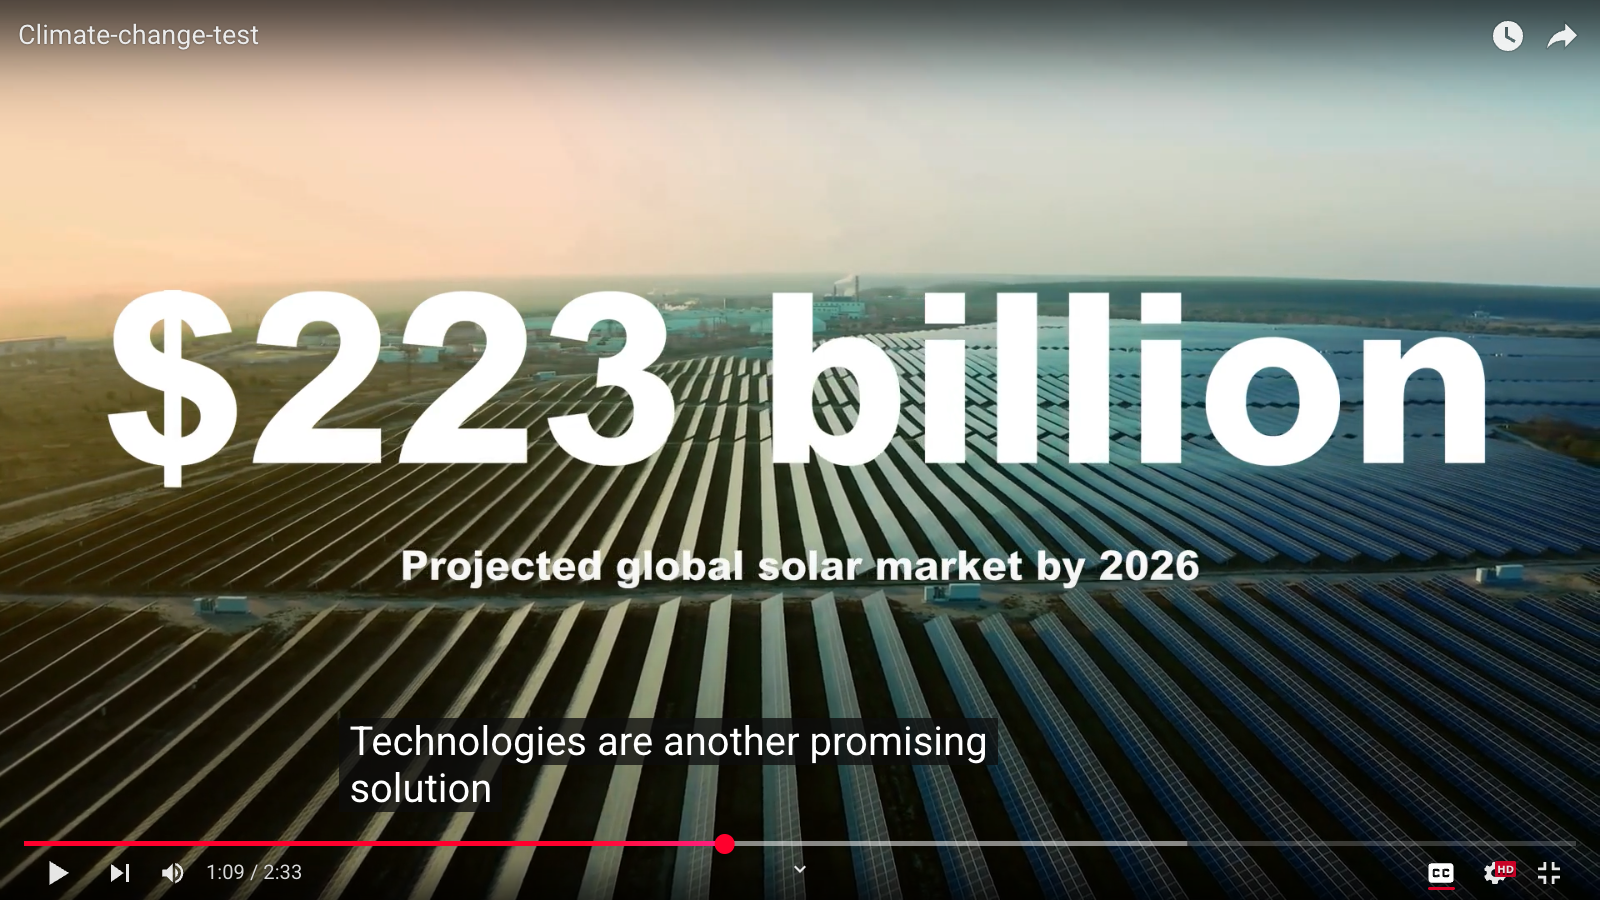 Climate-change-test
$223 billion
Projected global solar market by 2026
Technologies are another promising
solution
1:09 / 2:33
CC
HD